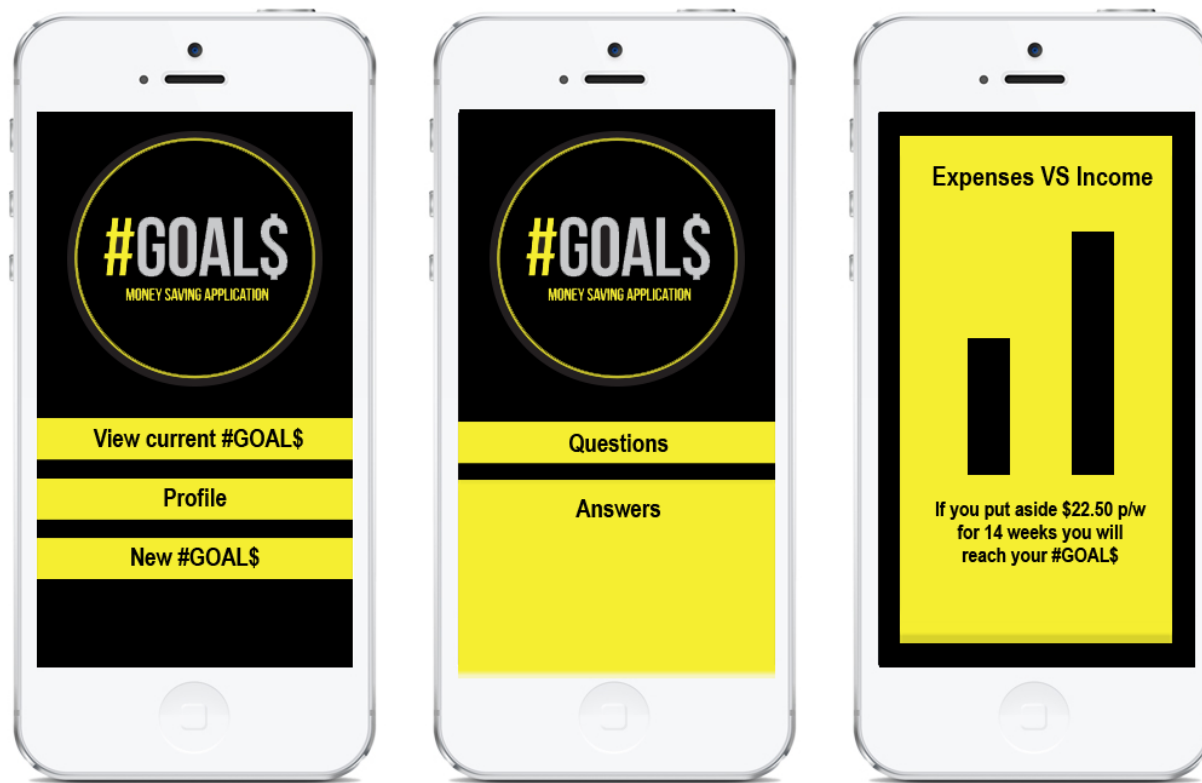 #GOAL$
MONEY SAVING APPLICATION
View current #GOAL$
Profile
New #GOAL$
#GOAL$
MONEY SAVING APPLICATION
Questions
Answers
Expenses VS Income
If you put aside $22.50 p/w
for 14 weeks you will
reach your #GOAL$